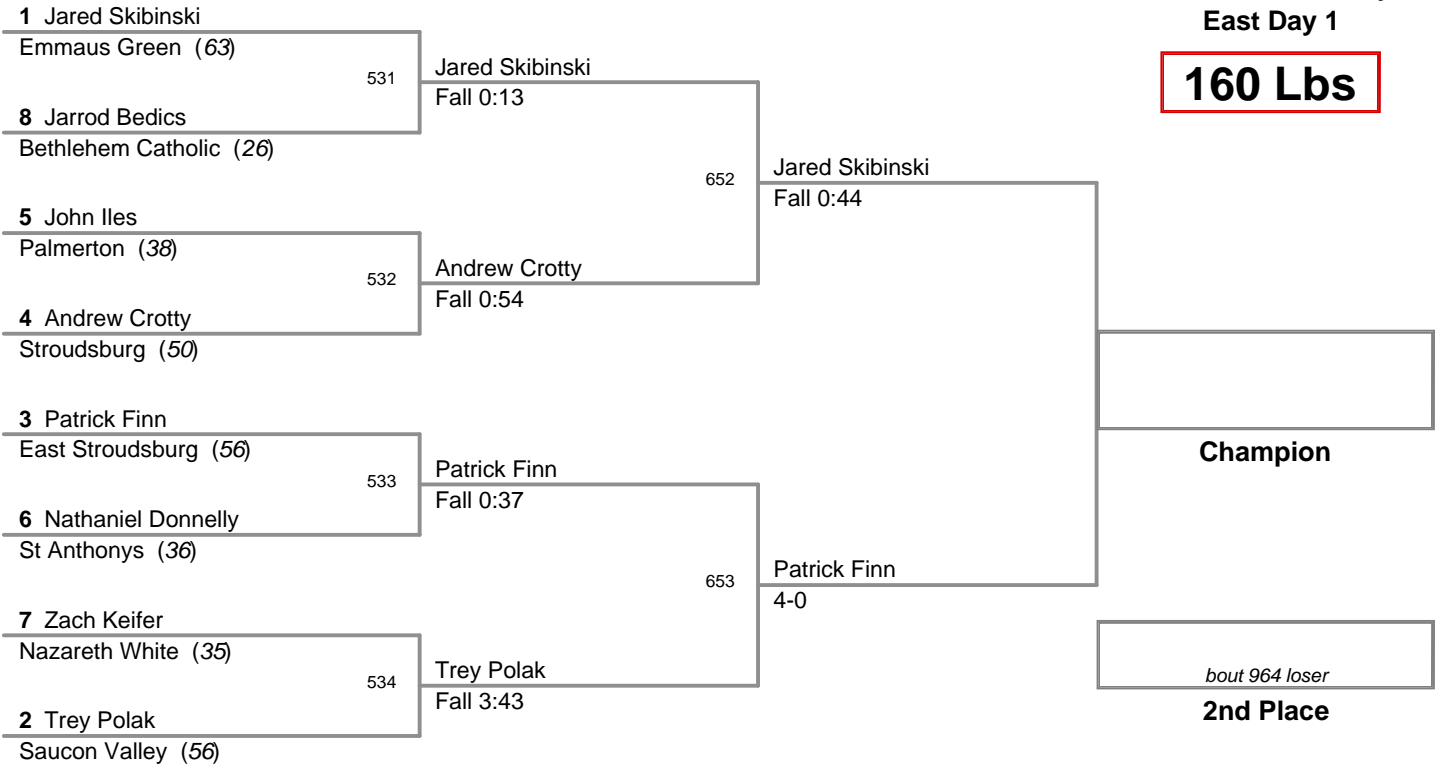 East Day 1
160 Lbs
1 Jared Skibinski
Emmaus Green (63)
531
8 Jarrod Bedics
Bethlehem Catholic (26)
5 John Iles
Palmerton (38)
532
4 Andrew Crotty
Stroudsburg (50)
3 Patrick Finn
East Stroudsburg (56)
533
6 Nathaniel Donnelly
St Anthonys (36)
7 Zach Keifer
Nazareth White (35)
534
2 Trey Polak
Saucon Valley (56)
Jared Skibinski
Fall 0:13
652
Andrew Crotty
Fall 0:54
Patrick Finn
Fall 0:37
653
Trey Polak
Fall 3:43
Jared Skibinski
Fall 0:44
Patrick Finn
4-0
Champion
bout 964 loser
2nd Place